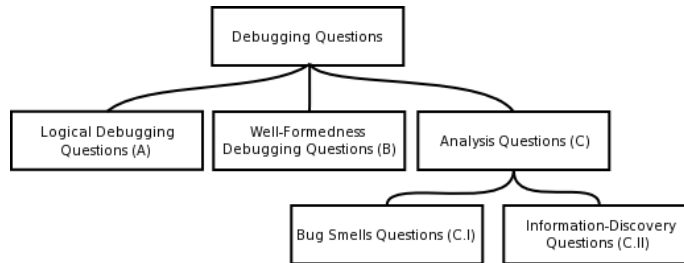 Debugging Questions
Logical Debugging
Questions (A)
Well-Formedness
Debugging Questions (B)
Analysis Questions (C)
Bug Smells Questions (C.I)
Information-Discovery
Questions (C.II)